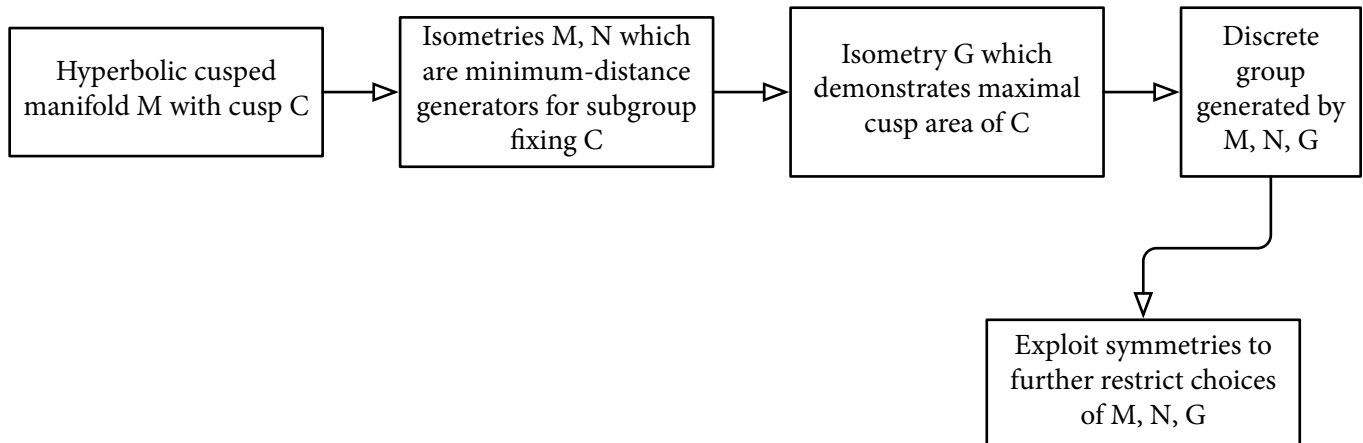 Hyperbolic cusped
manifold M with cusp C
Isometries M, N which
are minimum-distance
generators for subgroup
fixing C
Isometry G which
demonstrates maximal
cusp area of C
Discrete
group
generated by
M, N, G
Exploit symmetries to
further restrict choices
of M, N, G